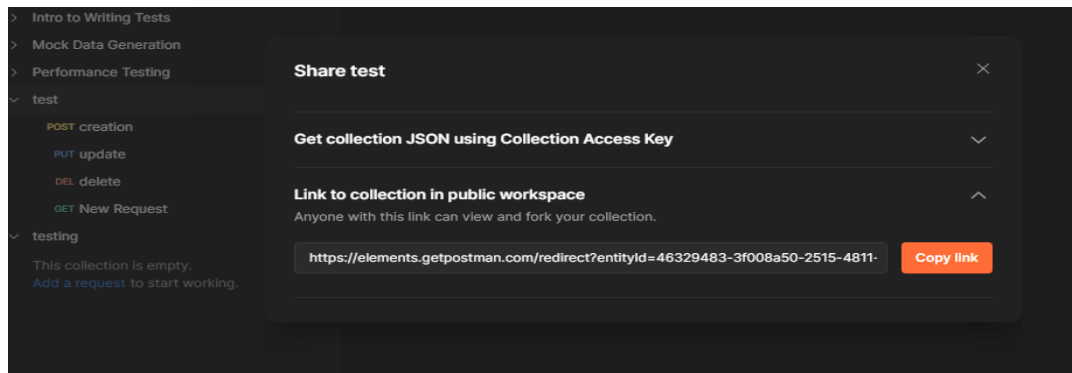 Intro to Writing Tests
Mock Data Generation
Performance Testing
test
POST creation
PUT update
DEL delete
GET New Request
testing
This collection is empty.
Add a request to start working.
Share test
Get collection JSON using Collection Access Key
Link to collection in public workspace
Anyone with this link can view and fork your collection.
https://elements.getpostman.com/redirect?entityId=46329483-3f008a50-2515-4811-
Copy link